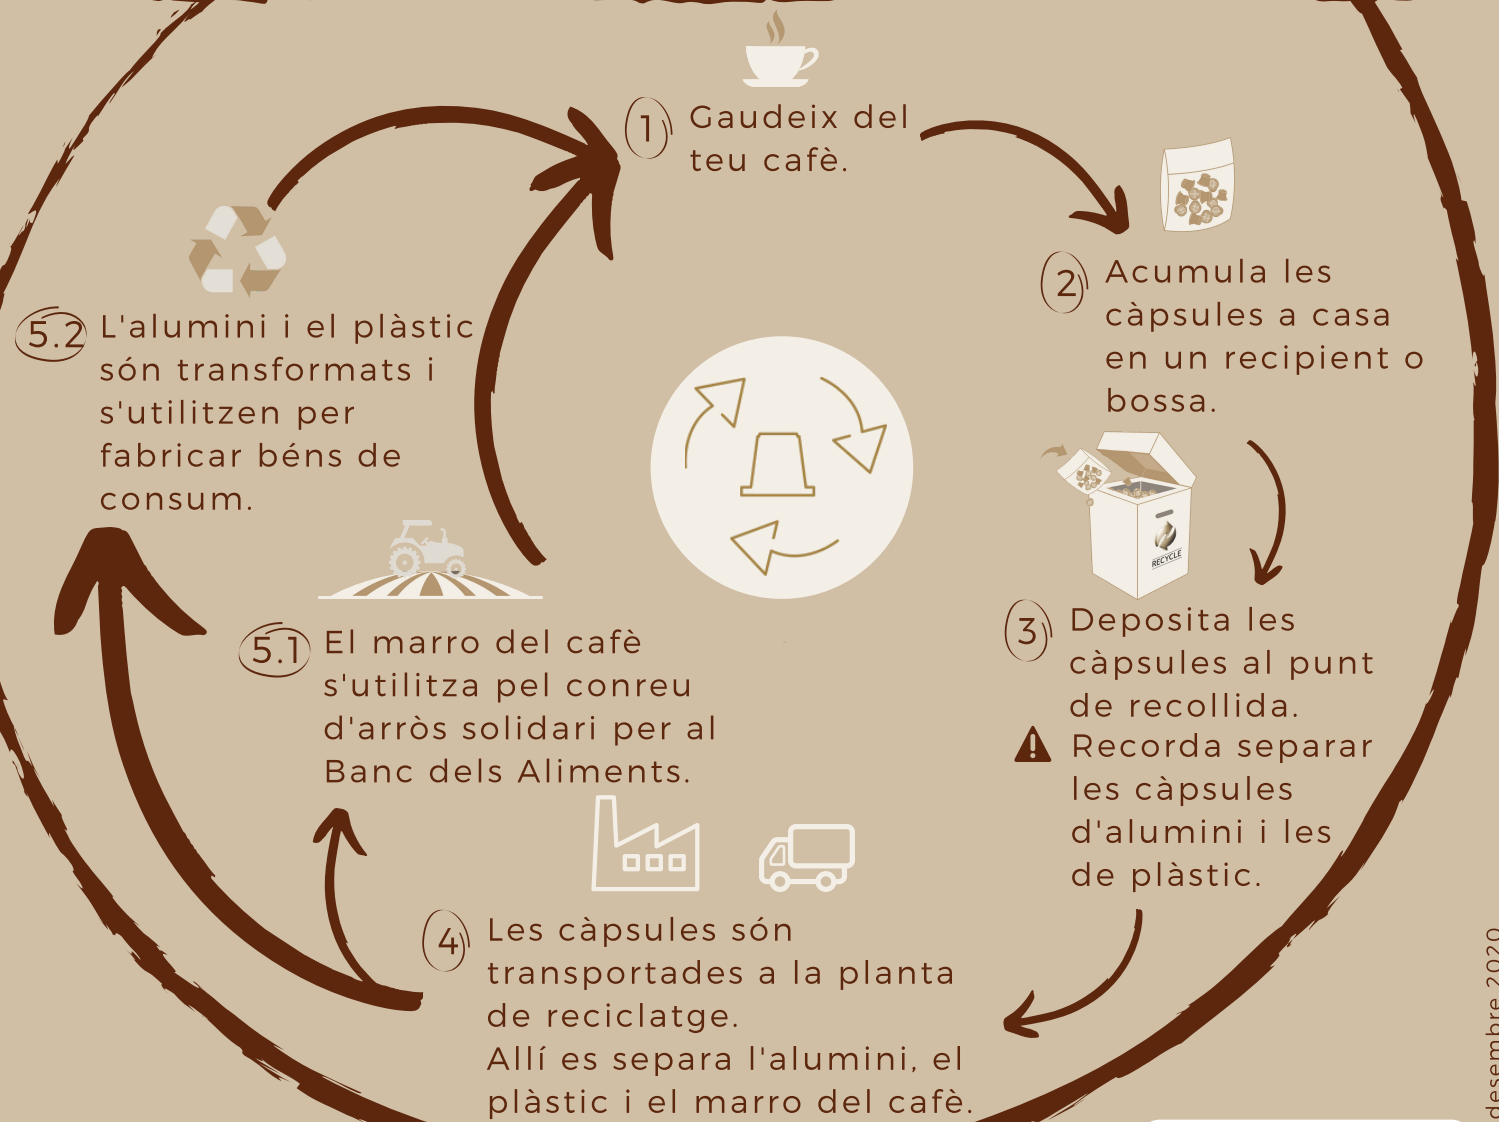 1
Gaudeix del
teu cafè.
2
Acumula les
càpsules a casa
en un recipient o
bossa.
RECYCLE
3
Deposita les
càpsules al punt
de recollida.
Recorda separar
les càpsules
d'alumini i les
de plàstic.
4
Les càpsules són
transportades a la planta
de reciclatge.
Allí es separa l'alumini, el
plàstic i el marro del cafè.
5.1
El marro del cafè
s'utilitza pel conreu
d'arròs solidari per al
Banc dels Aliments.
5.2
L'alumini i el plàstic
són transformats i
s'utilitzen per
fabricar béns de
consum.
desembre 2020